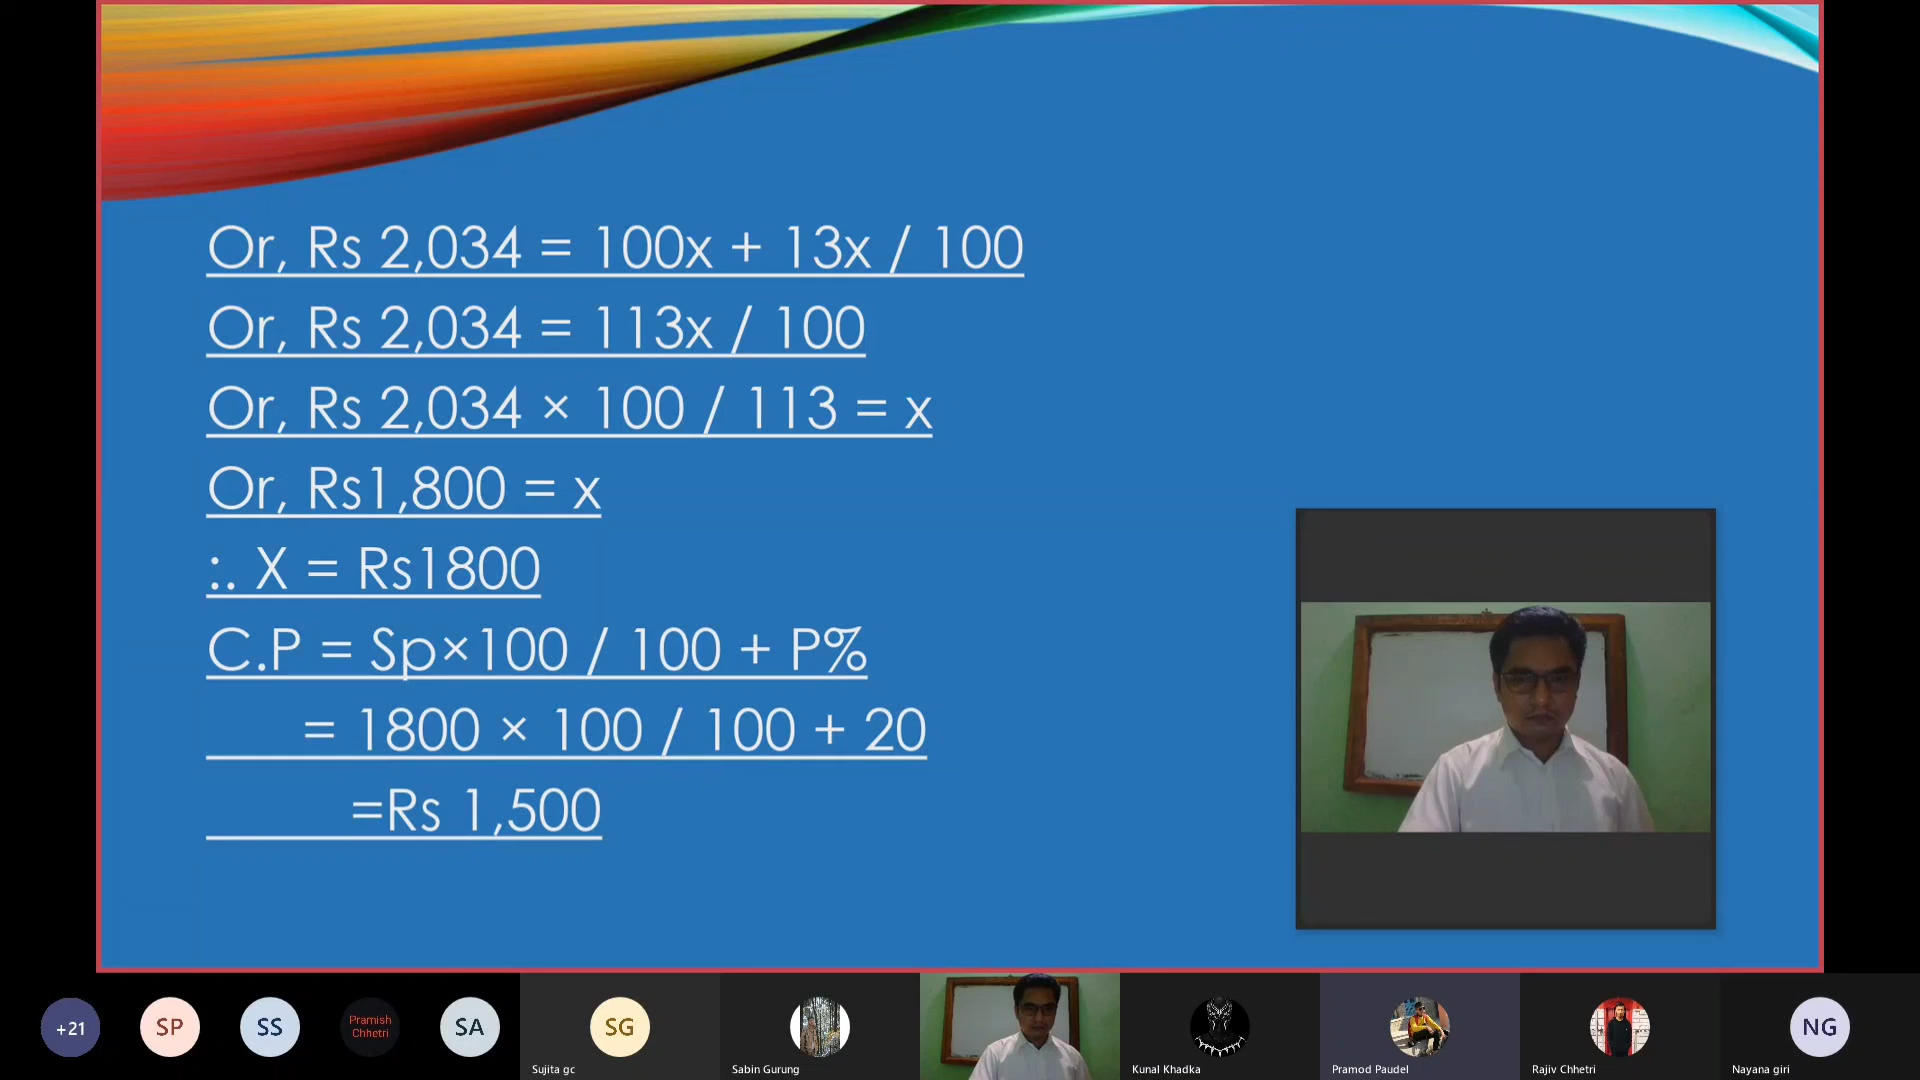 Or, Rs 2,034 = 100x + 13x / 100
Or, Rs 2,034 = 113x / 100
Or, Rs 2,034 × 100 / 113 = x
Or, Rs1,800 = x
:. X = Rs1800
C.P = Sp×100 / 100 + P%
= 1800 × 100 / 100 + 20
=Rs 1,500
+21
SP
SS
Pramish
Chhetri
SA
SG
Sujita gc
Sabin Gurung
Kunal Khadka
Pramod Paudel
Rajiv Chhetri
NG
Nayana giri